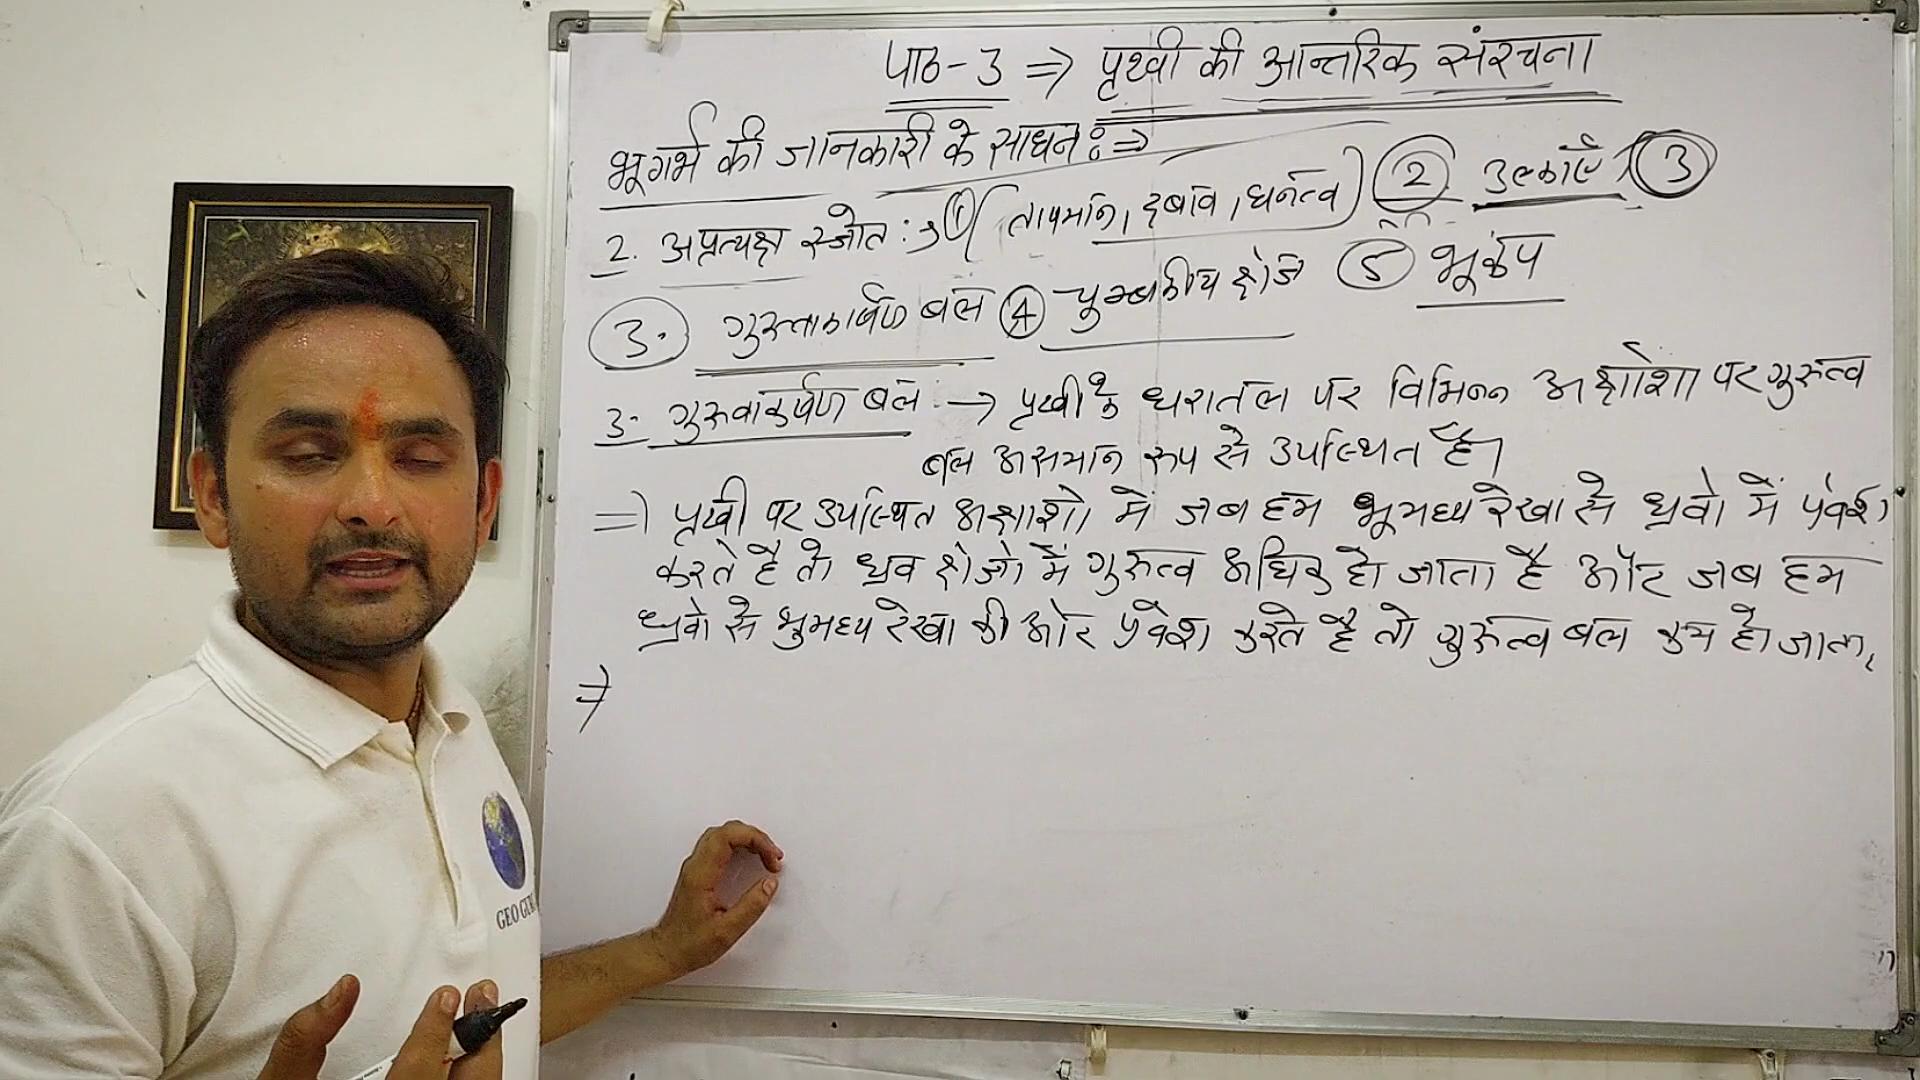 पाठ-3 ⇒ पृथ्वी की आन्तरिक संरचना
भूगर्भ की जानकारी के साधन :⇒
2. अप्रत्यक्ष स्त्रोत :→ ① (तापमान, दबाव, घनत्व) ② उल्काएँ, ③
3. गुरुत्वाकर्षण बल ④ चुम्बकीय क्षेत्र ⑤ भूकंप
3. गुरुत्वाकर्षण बल :→ पृथ्वी के धरातल पर विभिन्न अक्षांशों पर गुरुत्व
बल असमान रूप से उपस्थित है।
⇒ पृथ्वी पर उपस्थित अक्षाशों में जब हम भूमध्य रेखा से ध्रुवों में प्रवेश
करते है तो ध्रुव क्षेत्रों में गुरुत्व अधिक हो जाता है और जब हम
ध्रुवों से भूमध्य रेखा की ओर प्रवेश करते है तो गुरुत्व बल कम हो जाता,
⇒
GEO GURU